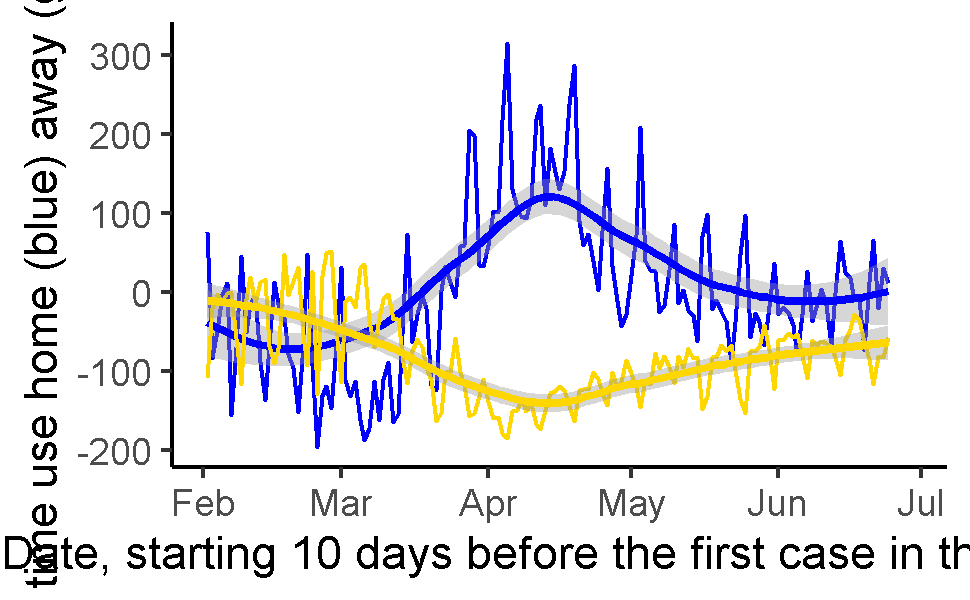 time use home (blue) away (
300
200
100
0
-100
-200
Feb Mar Apr May Jun Jul
Date, starting 10 days before the first case in th